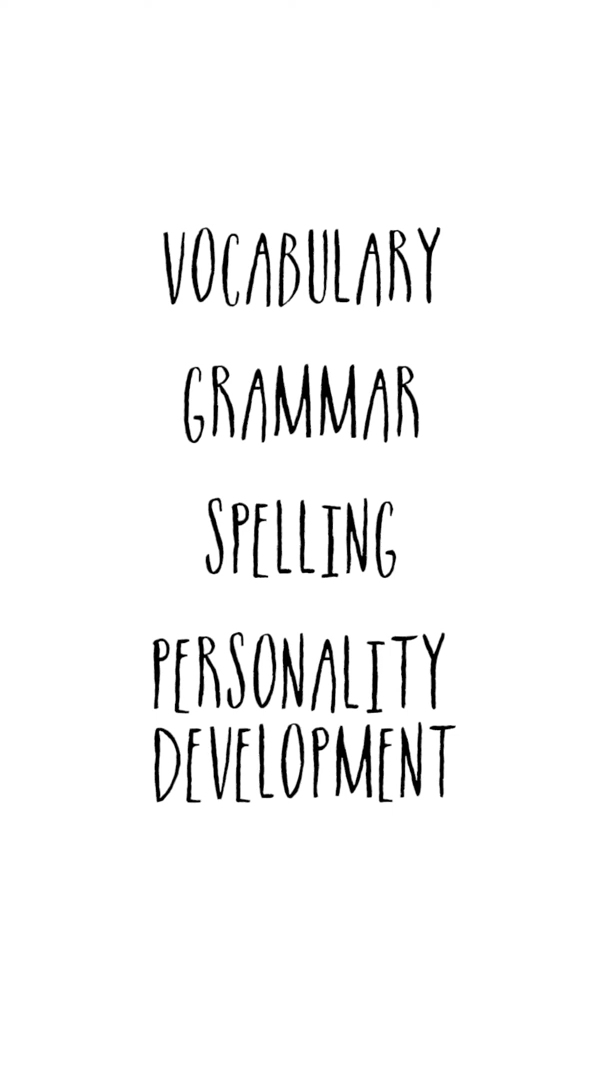 VOCABULARY
GRAMMAR
SPELLING
PERSONALITY
DEVELOPMENT